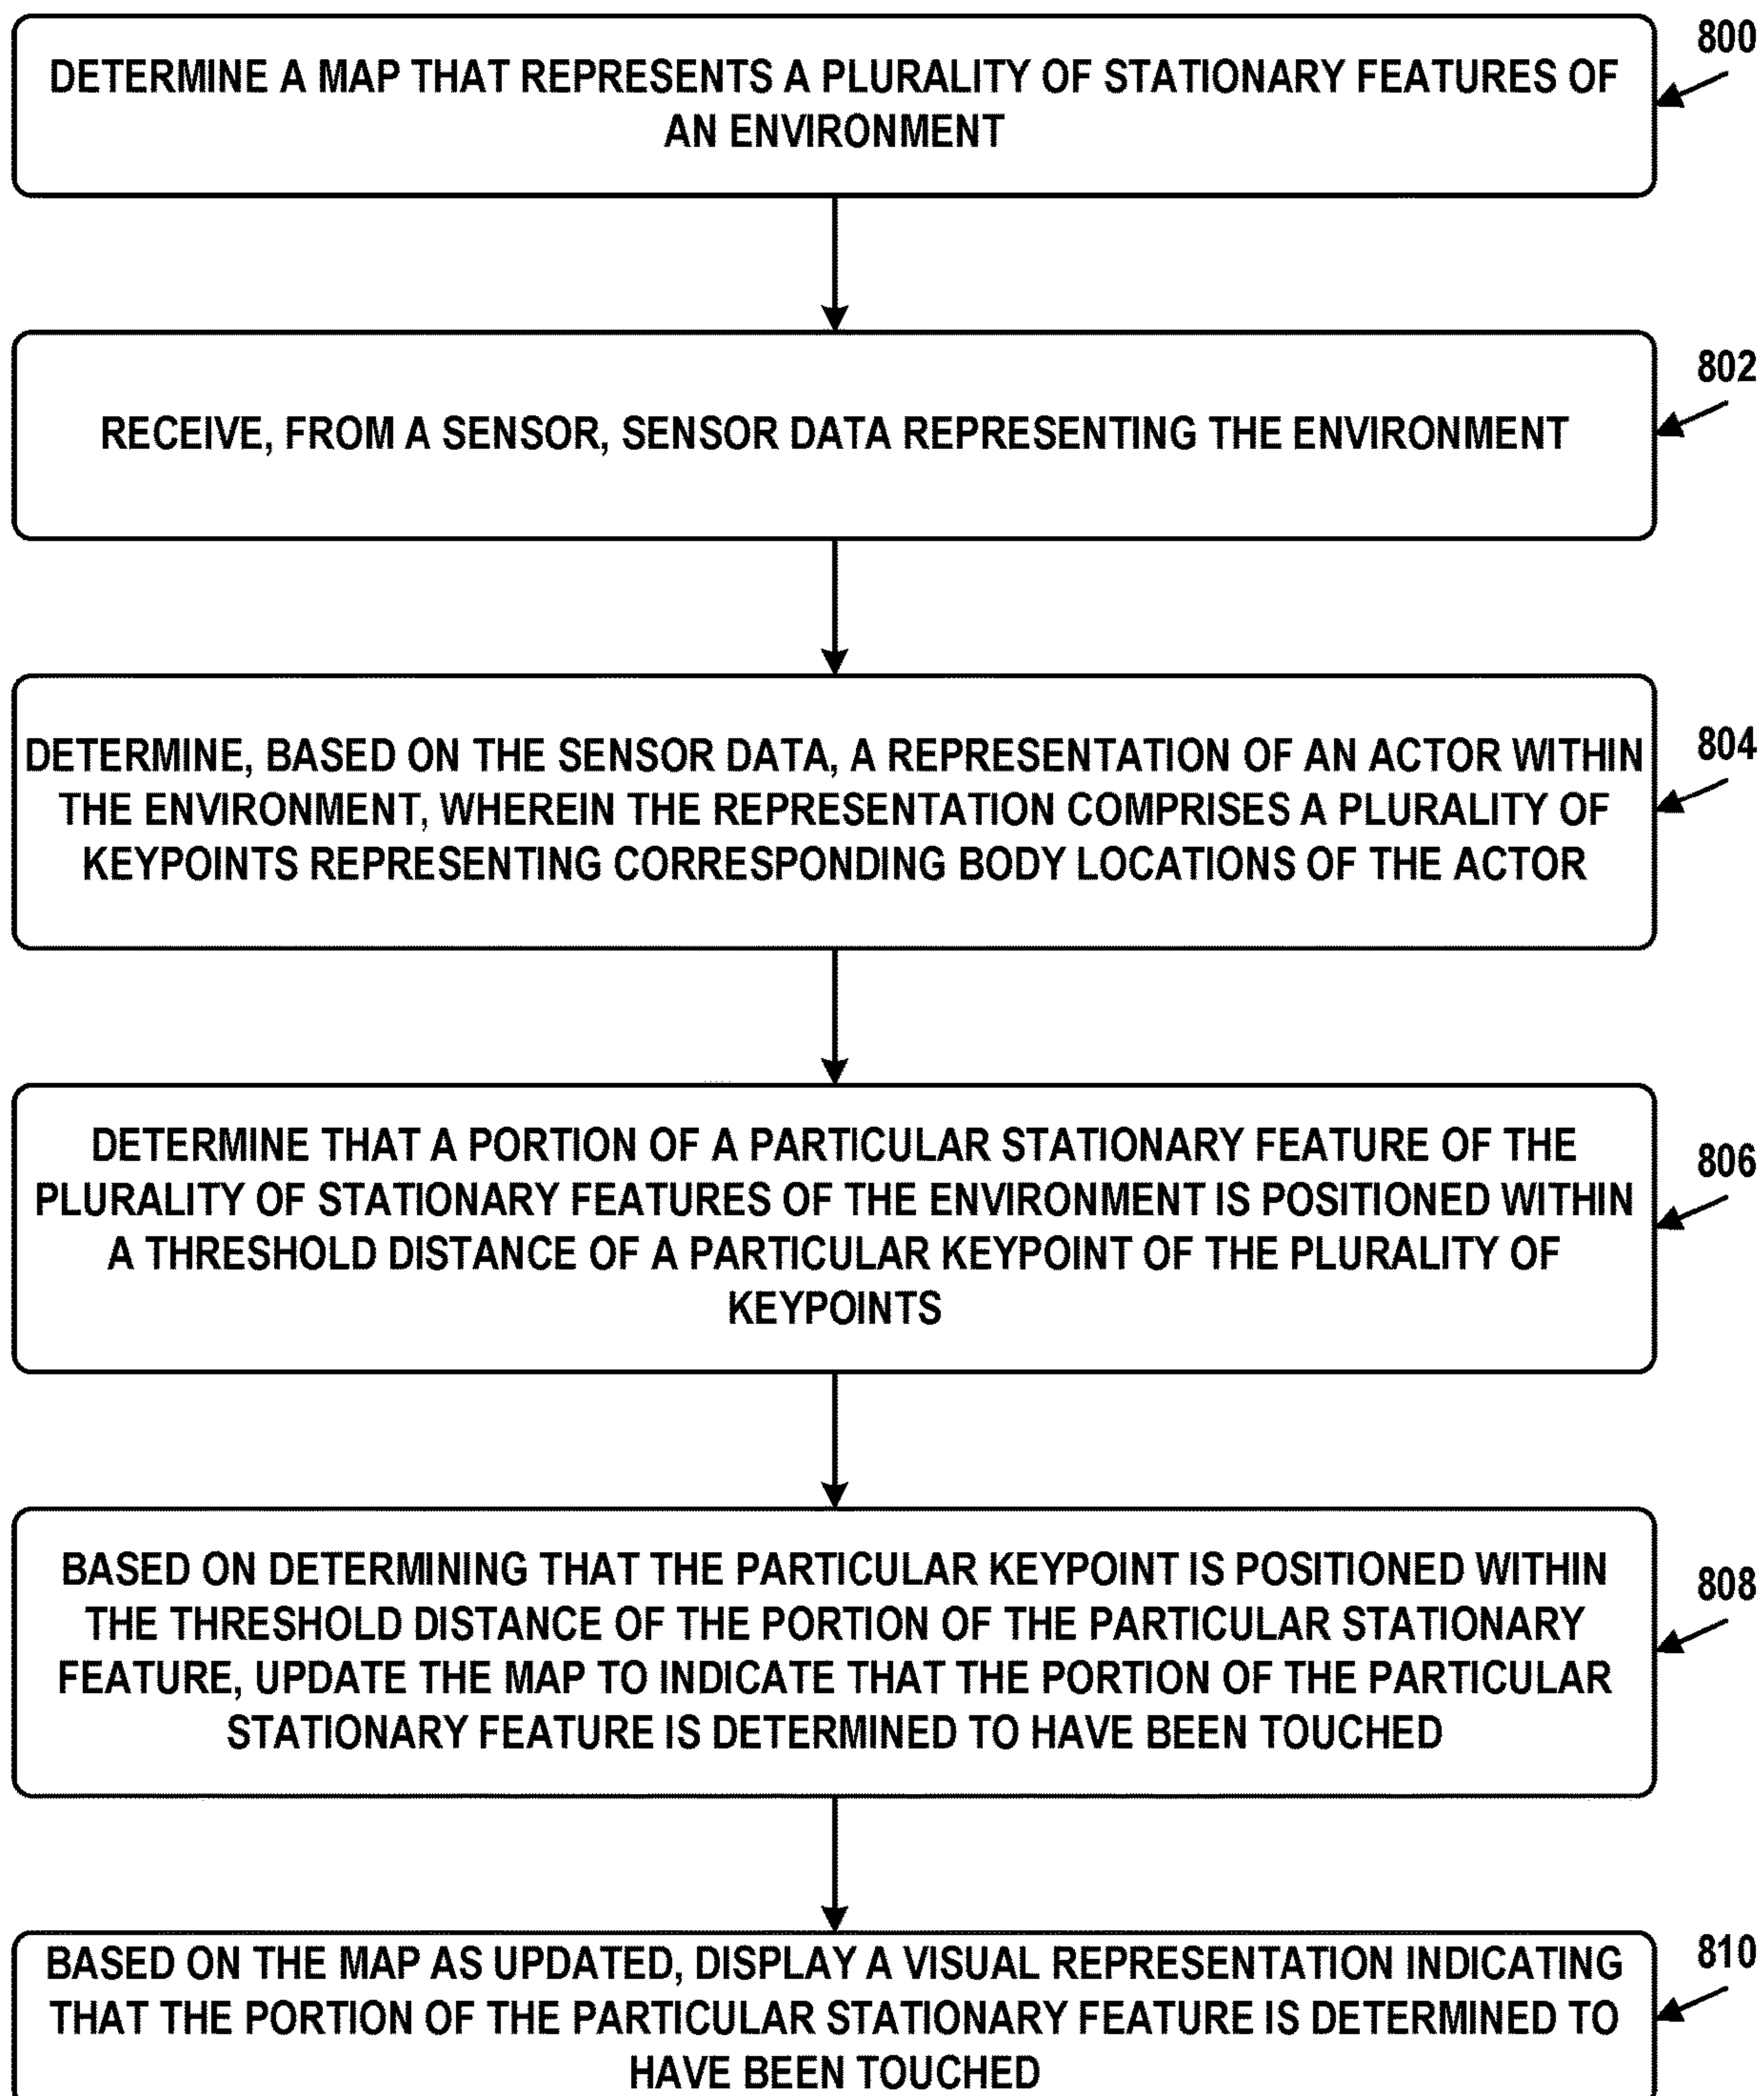 800
DETERMINE A MAP THAT REPRESENTS A PLURALITY OF STATIONARY FEATURES OF
AN ENVIRONMENT
802
RECEIVE, FROM A SENSOR, SENSOR DATA REPRESENTING THE ENVIRONMENT
804
DETERMINE, BASED ON THE SENSOR DATA, A REPRESENTATION OF AN ACTOR WITHIN
THE ENVIRONMENT, WHEREIN THE REPRESENTATION COMPRISES A PLURALITY OF
KEYPOINTS REPRESENTING CORRESPONDING BODY LOCATIONS OF THE ACTOR
806
DETERMINE THAT A PORTION OF A PARTICULAR STATIONARY FEATURE OF THE
PLURALITY OF STATIONARY FEATURES OF THE ENVIRONMENT IS POSITIONED WITHIN
A THRESHOLD DISTANCE OF A PARTICULAR KEYPOINT OF THE PLURALITY OF
KEYPOINTS
808
BASED ON DETERMINING THAT THE PARTICULAR KEYPOINT IS POSITIONED WITHIN
THE THRESHOLD DISTANCE OF THE PORTION OF THE PARTICULAR STATIONARY
FEATURE, UPDATE THE MAP TO INDICATE THAT THE PORTION OF THE PARTICULAR
STATIONARY FEATURE IS DETERMINED TO HAVE BEEN TOUCHED
810
BASED ON THE MAP AS UPDATED, DISPLAY A VISUAL REPRESENTATION INDICATING
THAT THE PORTION OF THE PARTICULAR STATIONARY FEATURE IS DETERMINED TO
HAVE BEEN TOUCHED